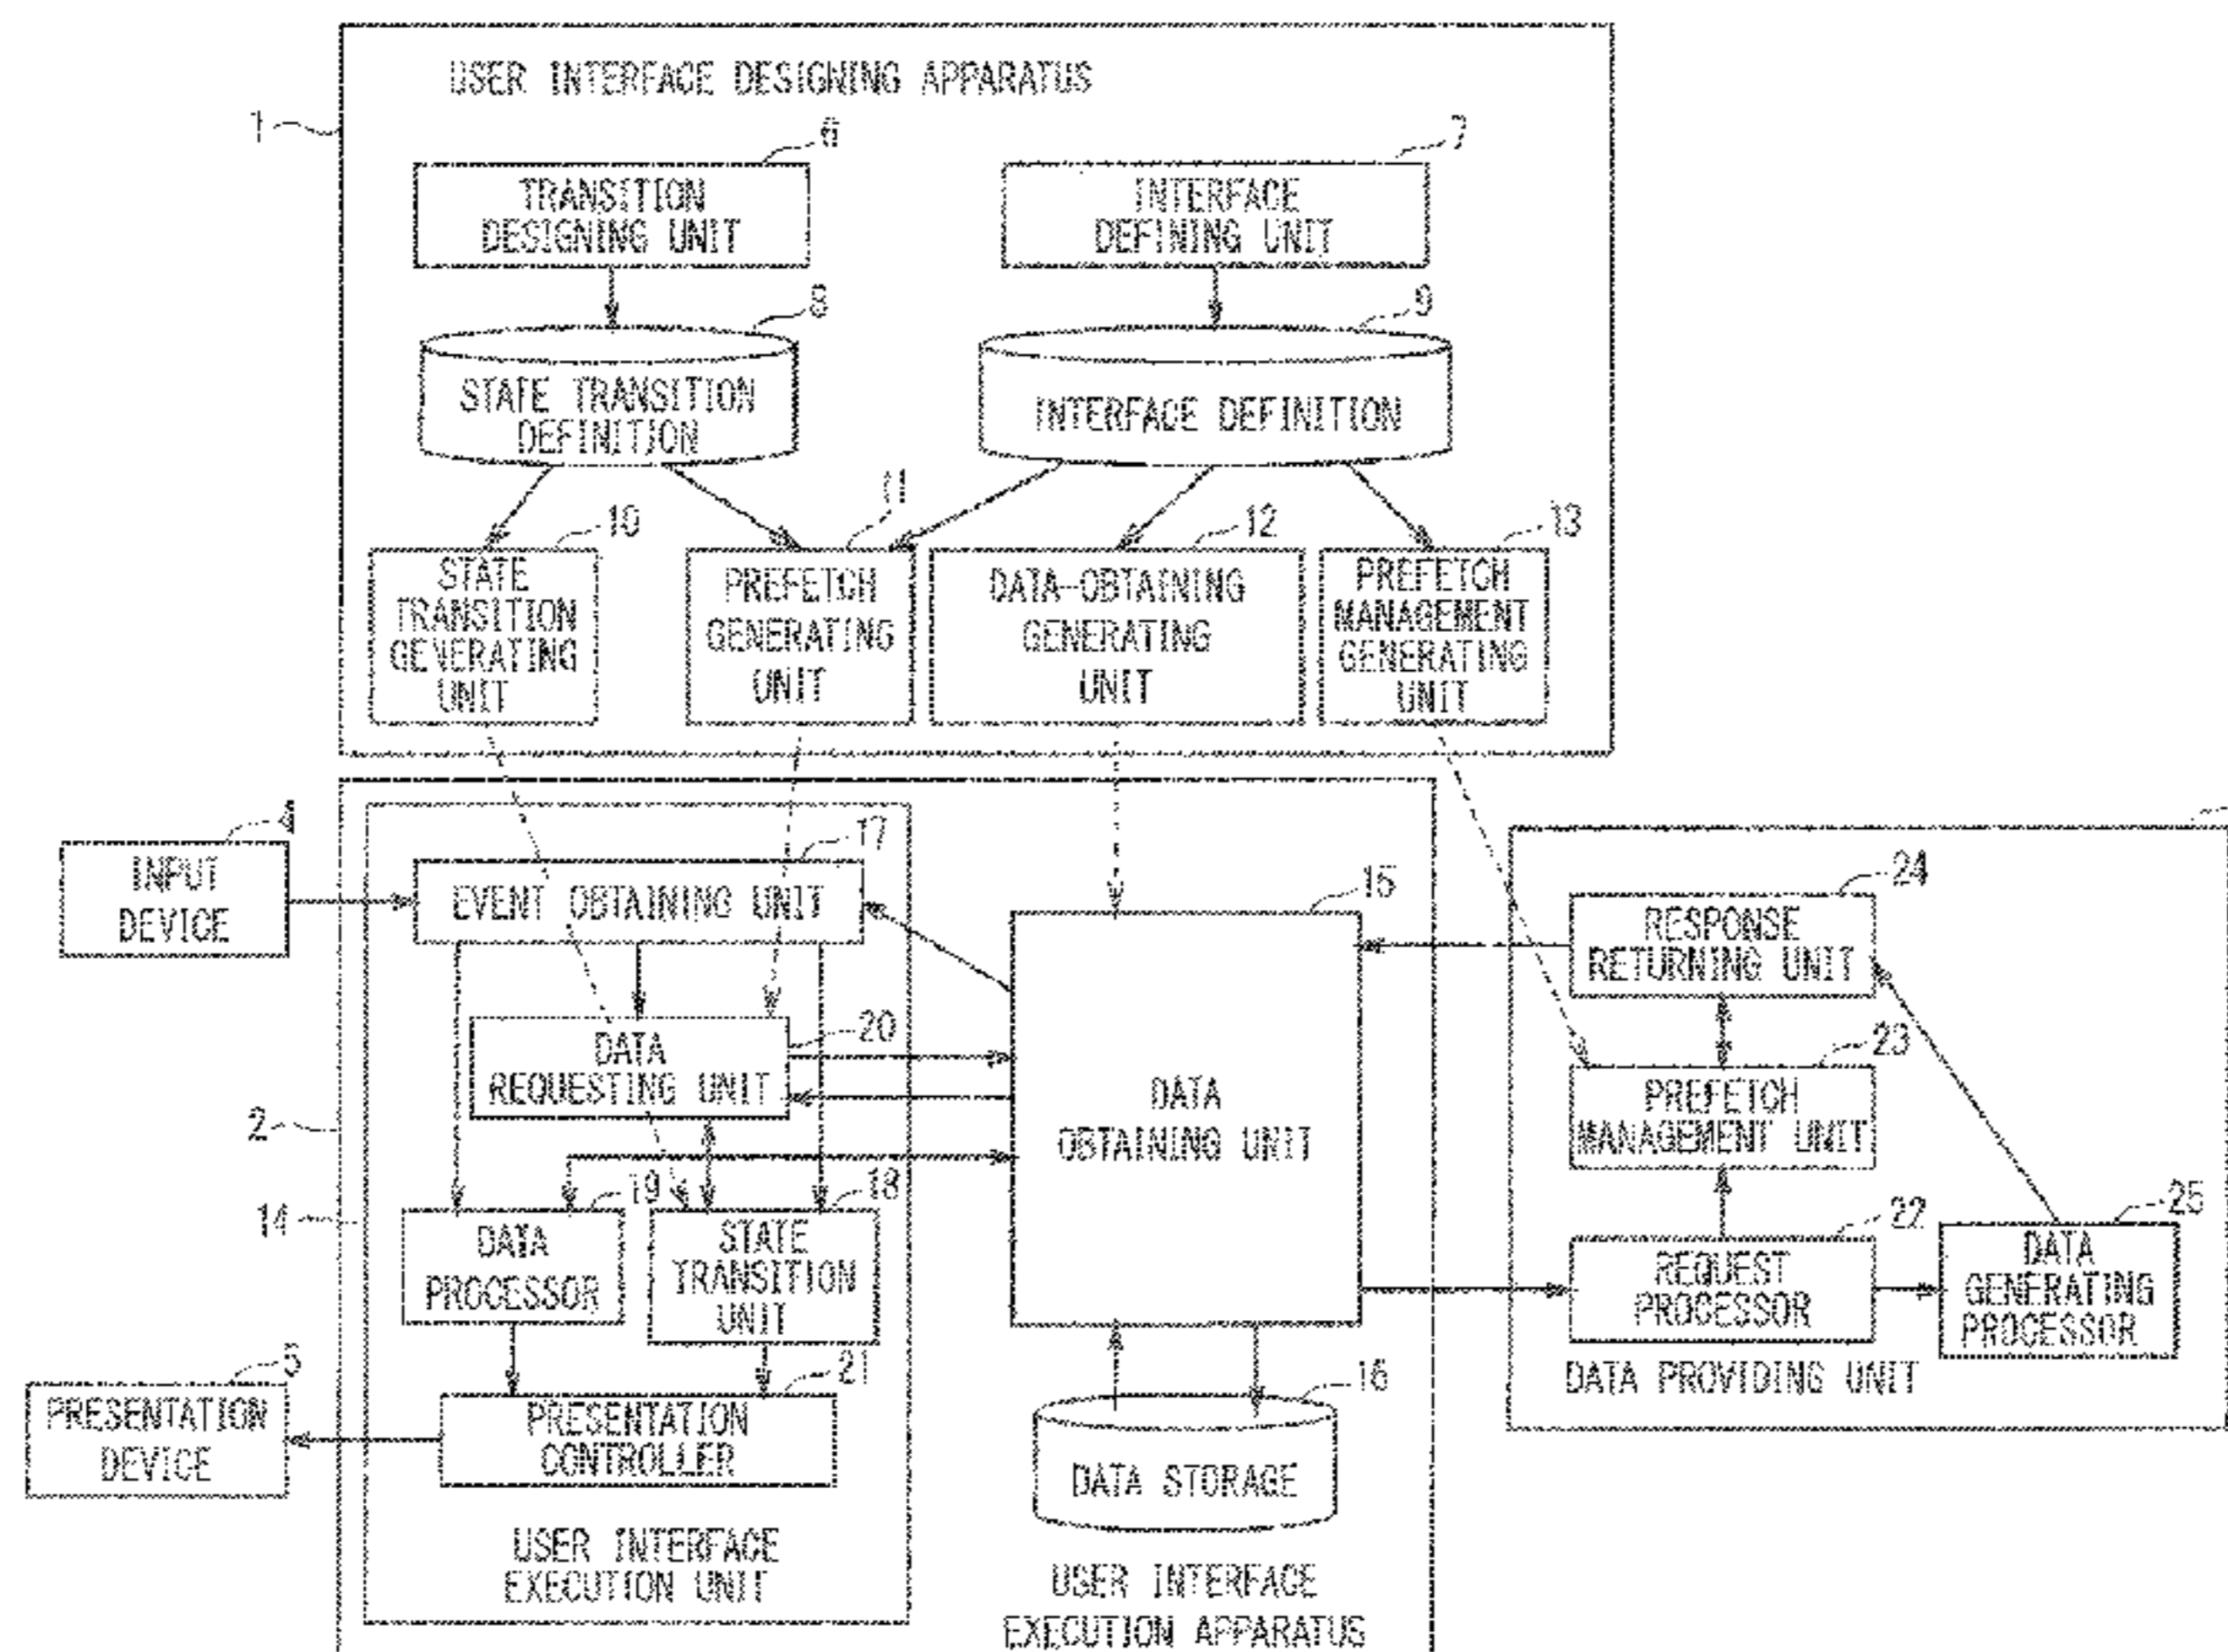 USER INTERFACE DESIGNING APPARATUS
1
6
7
TRANSITION
DESIGNING UNIT
INTERFACE
DEFINING UNIT
8
9
STATE TRANSITION
DEFINITION
INTERFACE DEFINITION
10
11
12
13
STATE
TRANSITION
GENERATING
UNIT
PREFETCH
GENERATING
UNIT
DATA-OBTAINING
GENERATING
UNIT
PREFETCH
MANAGEMENT
GENERATING
UNIT
4
INPUT
DEVICE
17
EVENT OBTAINING UNIT
15
24
RESPONSE
RETURNING UNIT
20
DATA
REQUESTING UNIT
23
PREFETCH
MANAGEMENT UNIT
2
DATA
OBTAINING UNIT
14
19
18
DATA
PROCESSOR
STATE
TRANSITION
UNIT
22
25
REQUEST
PROCESSOR
DATA
GENERATING
PROCESSOR
DATA PROVIDING UNIT
5
PRESENTATION
DEVICE
21
PRESENTATION
CONTROLLER
16
DATA STORAGE
USER INTERFACE
EXECUTION UNIT
USER INTERFACE
EXECUTION APPARATUS